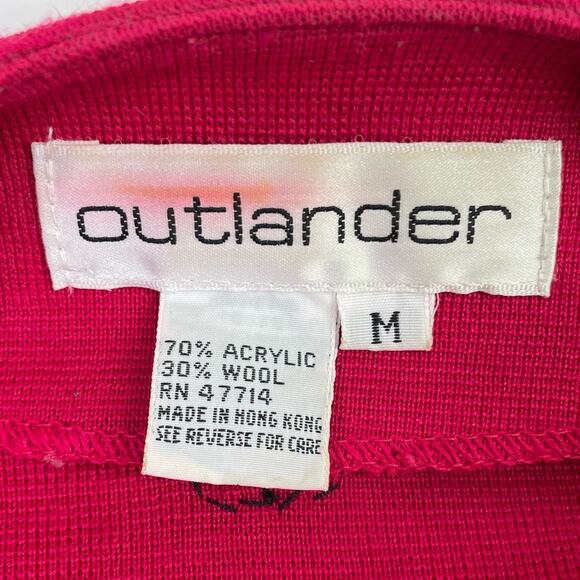 outlander
M
70% ACRYLIC
30% WOOL
RN 47714
MADE IN HONG KONG
SEE REVERSE FOR CARE